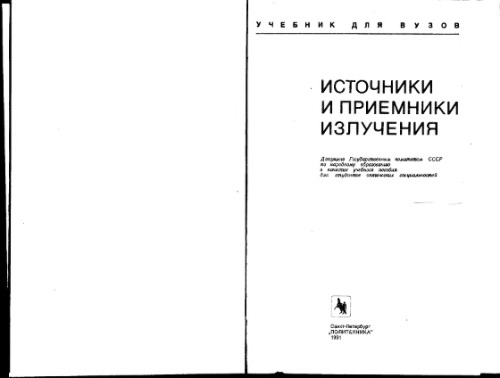 УЧЕБНИК ДЛЯ ВУЗОВ
ИСТОЧНИКИ
И ПРИЕМНИКИ
ИЗЛУЧЕНИЯ
Допущено Государственным комитетом СССР
по народному образованию
в качестве учебного пособия
для студентов оптических специальностей
Санкт-Петербург
„ПОЛИТЕХНИКА"
1991